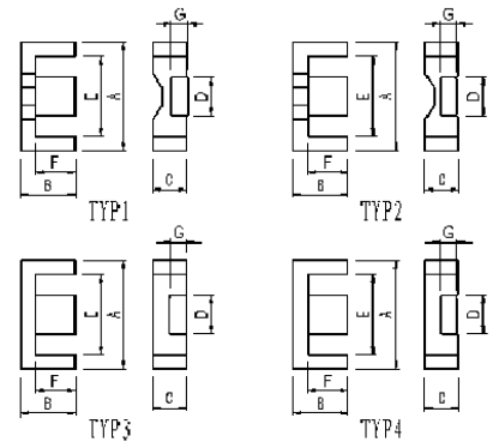 G G
E A D E A D
F F
B C B C
TYP1 TYP2
G G
E A D E A D
F F
B C B C
TYP3 TYP4